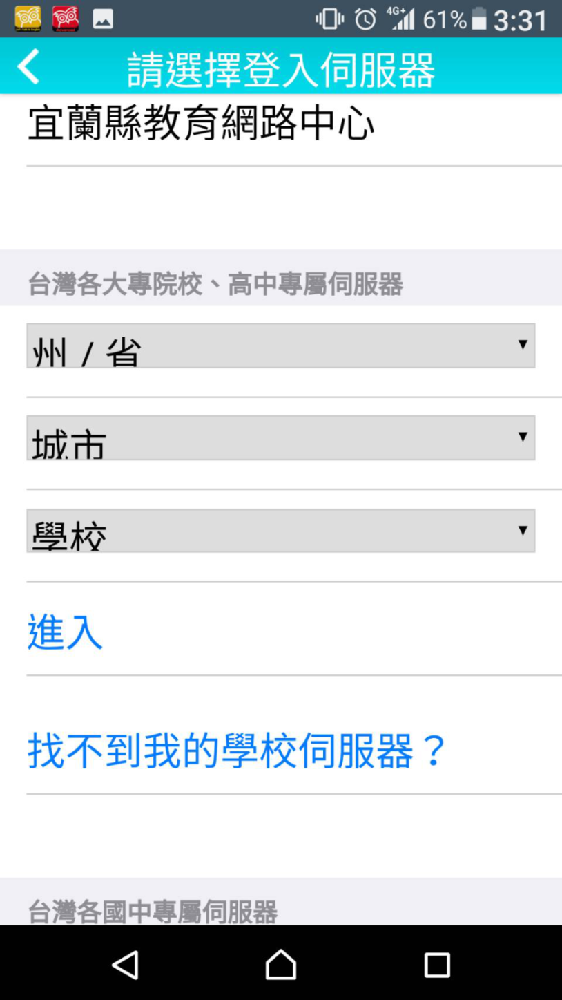 4G+ 61% 3:31
請選擇登入伺服器
宜蘭縣教育網路中心
台灣各大專院校、高中專屬伺服器
州 / 省
城市
學校
進入
找不到我的學校伺服器？
台灣各國中專屬伺服器